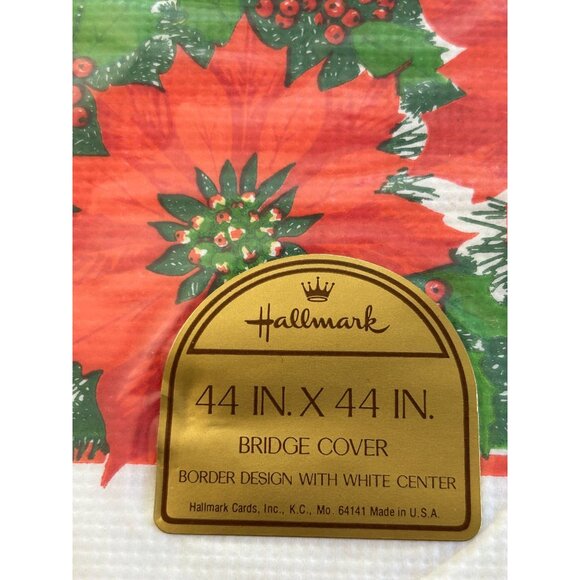 Hallmark
44 IN. X 44 IN.
BRIDGE COVER
BORDER DESIGN WITH WHITE CENTER
Hallmark Cards, Inc., K.C., Mo. 64141 Made in U.S.A.